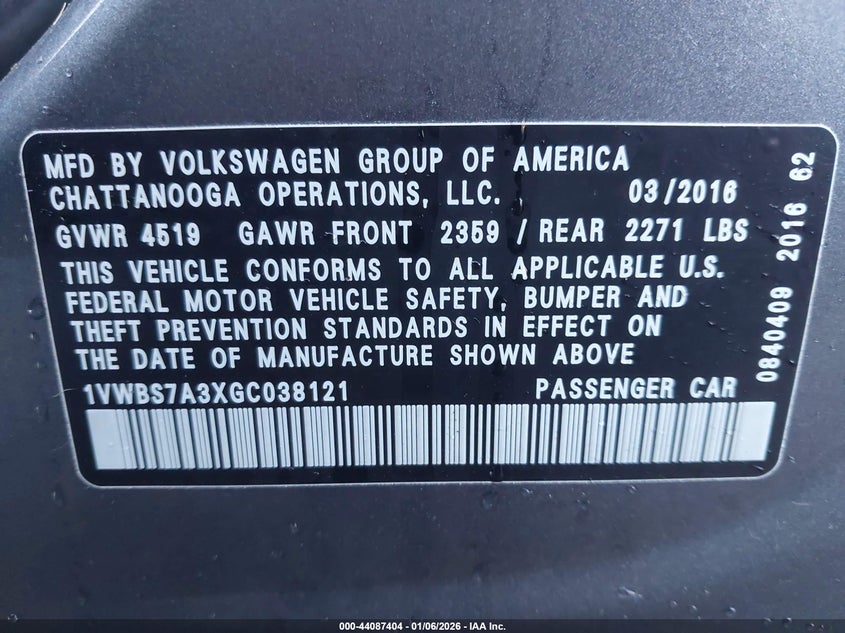 MFD BY VOLKSWAGEN GROUP OF AMERICA
CHATTANOOGA OPERATIONS, LLC. 03/2016
GVWR 4519 GAWR FRONT 2359 / REAR 2271 LBS
THIS VEHICLE CONFORMS TO ALL APPLICABLE U.S.
FEDERAL MOTOR VEHICLE SAFETY, BUMPER AND
THEFT PREVENTION STANDARDS IN EFFECT ON
THE DATE OF MANUFACTURE SHOWN ABOVE
1VWBS7A3XGC038121 PASSENGER CAR
0840409 2016 62
000-44087404 - 01/06/2026 - IAA Inc.